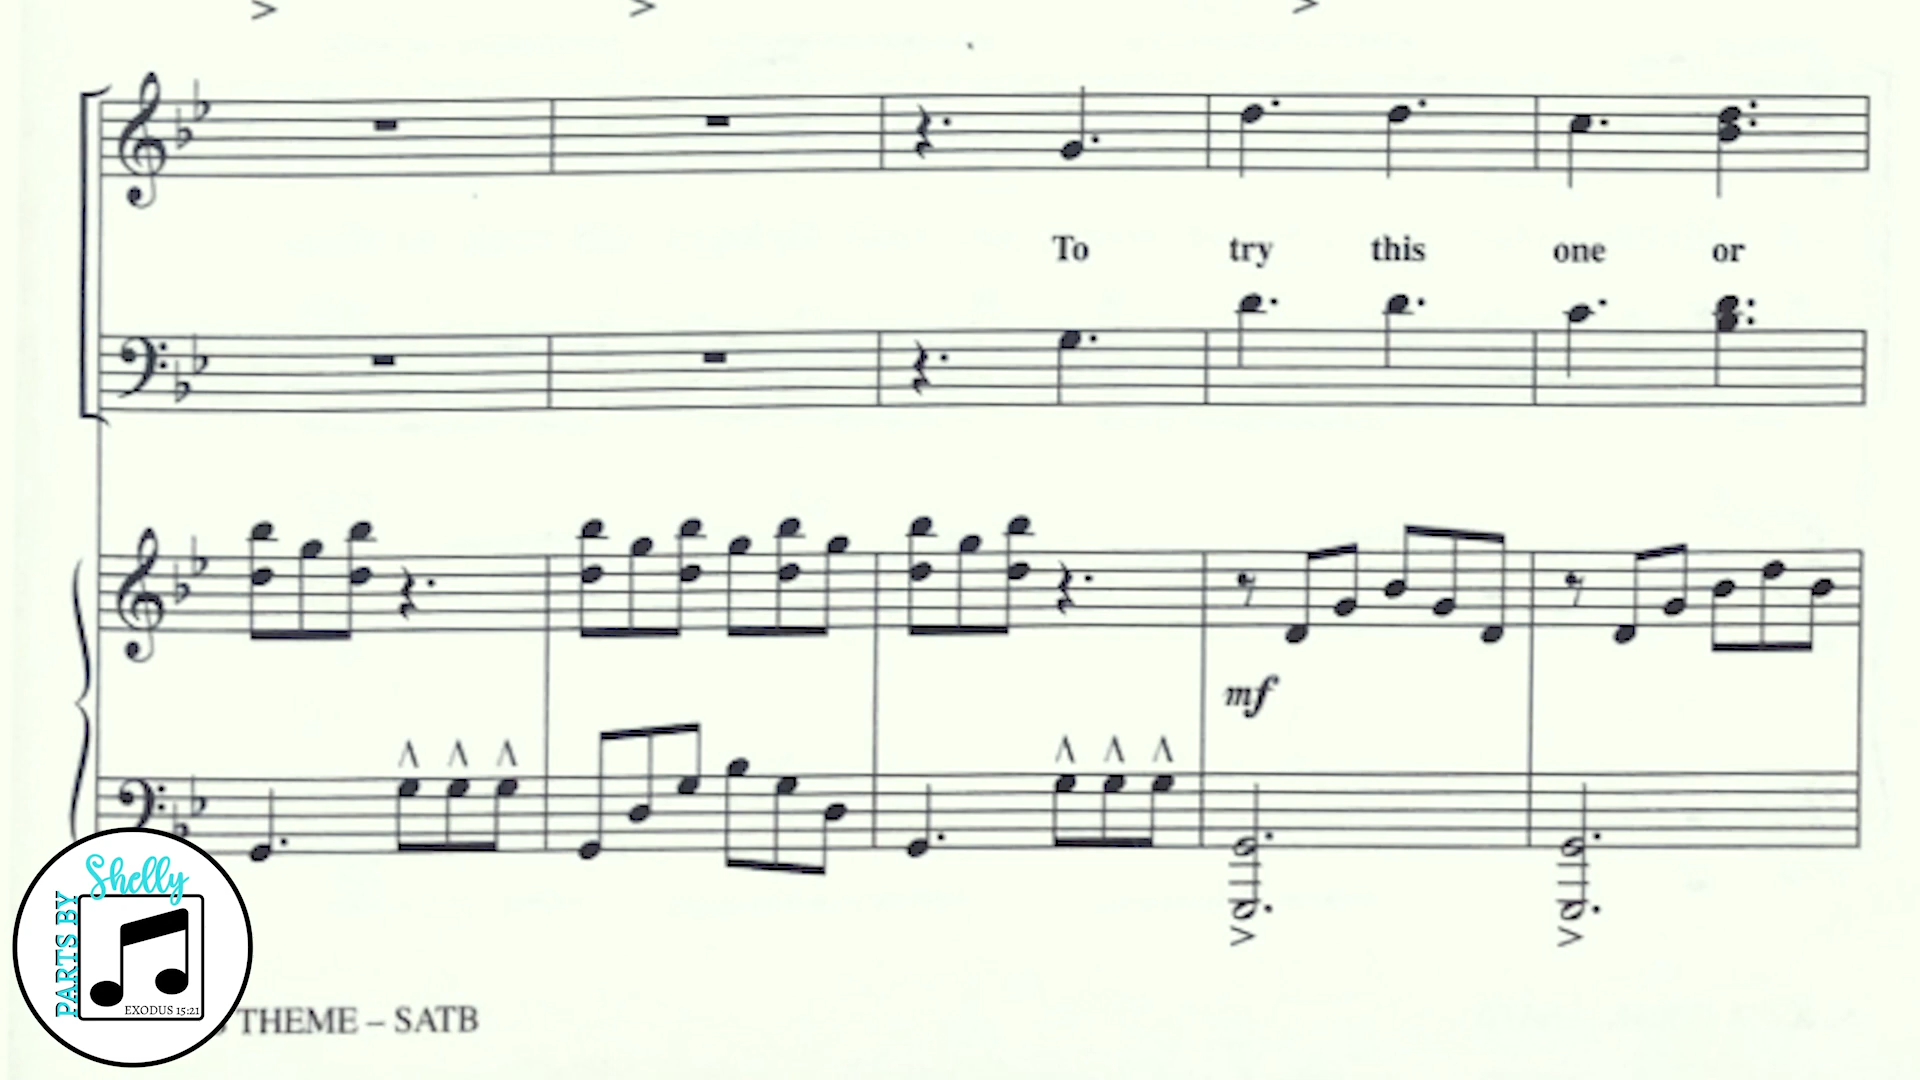 To try this one or
mf
Shelly
PARTS BY
EXODUS 15:21
THEME – SATB